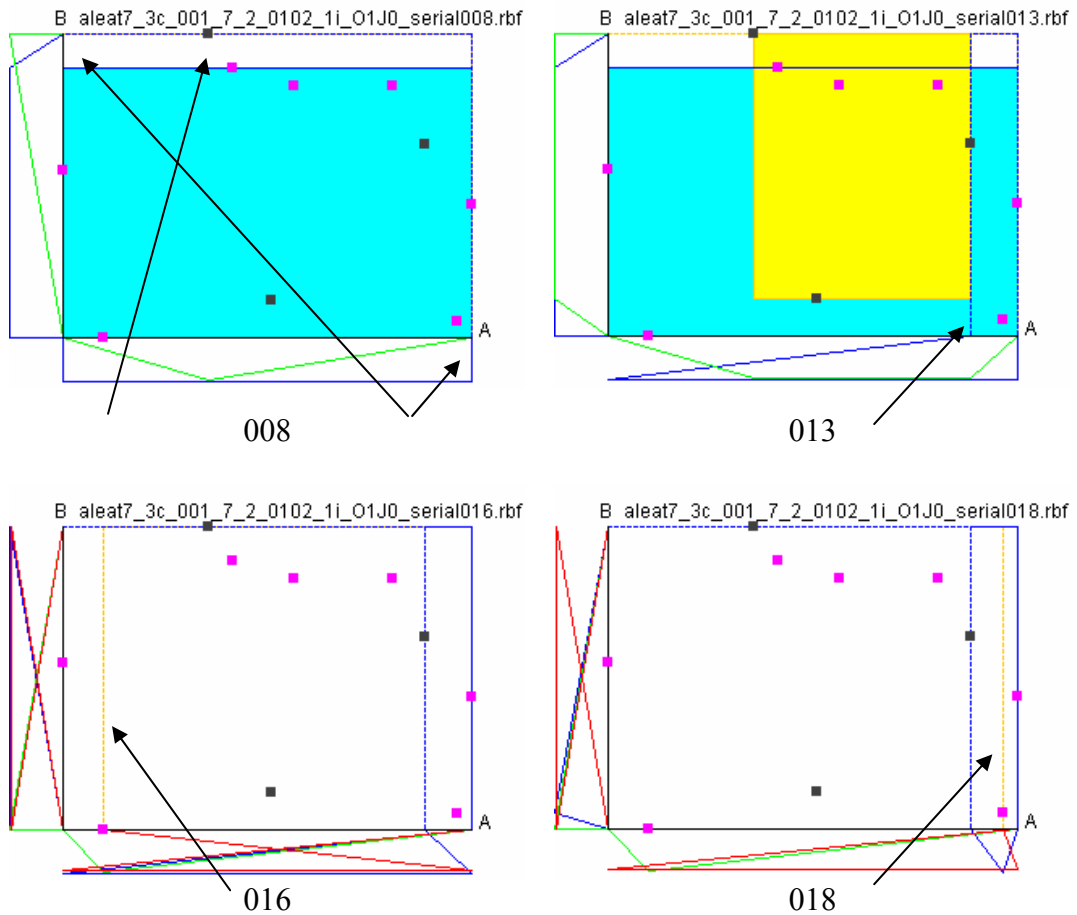 B aleat7_3c_001_7_2_0102_1i_O1J0_serial008.rbf
A
008
B aleat7_3c_001_7_2_0102_1i_O1J0_serial013.rbf
A
013
B aleat7_3c_001_7_2_0102_1i_O1J0_serial016.rbf
A
016
B aleat7_3c_001_7_2_0102_1i_O1J0_serial018.rbf
A
018